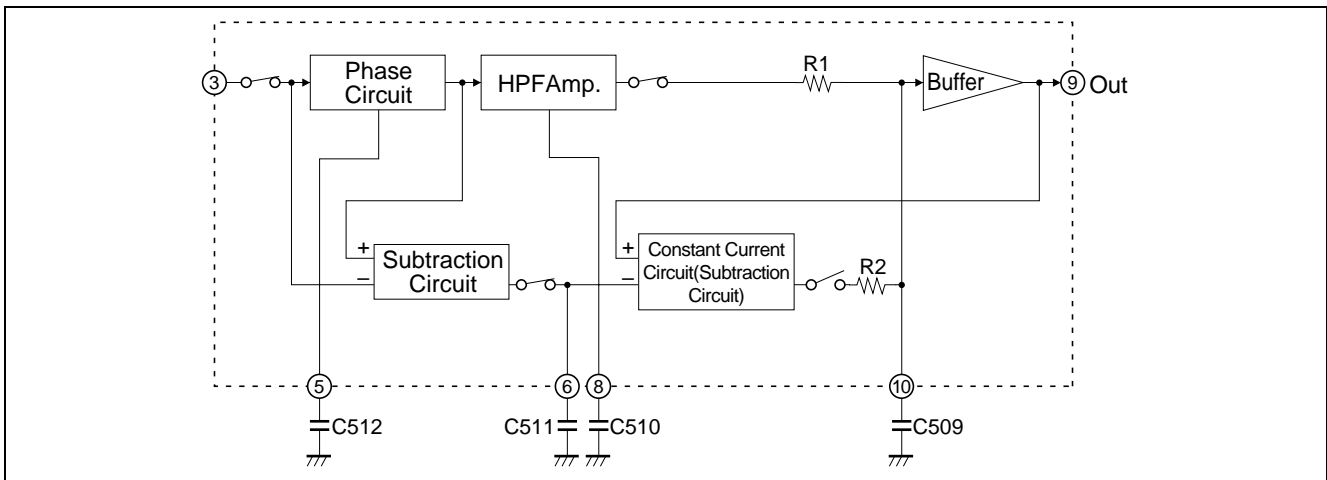 R1
3
Phase
Circuit
HPFAmp.
Buffer
9 Out
+
−
Subtraction
Circuit
+
−
Constant Current
Circuit(Subtraction
Circuit)
R2
5
6
8
10
C512
C511
C510
C509